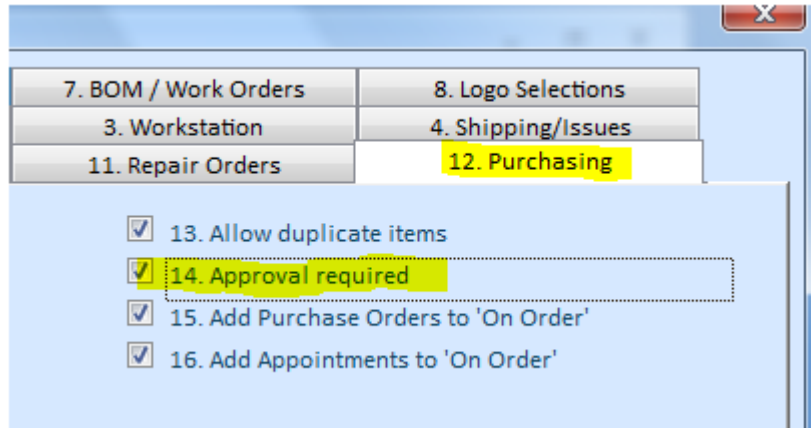 7. BOM / Work Orders
8. Logo Selections
3. Workstation
4. Shipping/Issues
11. Repair Orders
12. Purchasing
13. Allow duplicate items
14. Approval required
15. Add Purchase Orders to 'On Order'
16. Add Appointments to 'On Order'